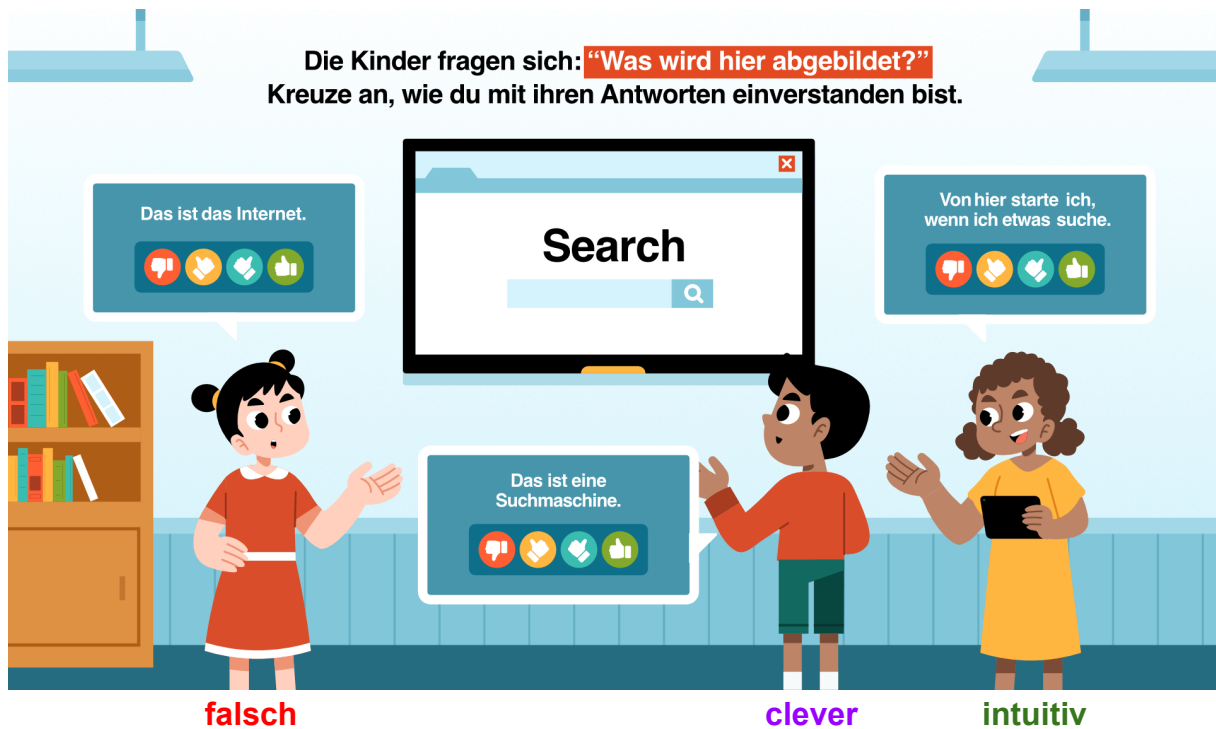 Die Kinder fragen sich: “Was wird hier abgebildet?”
Kreuze an, wie du mit ihren Antworten einverstanden bist.
Das ist das Internet.
Search
Von hier starte ich,
wenn ich etwas suche.
Das ist eine
Suchmaschine.
falsch
clever
intuitiv